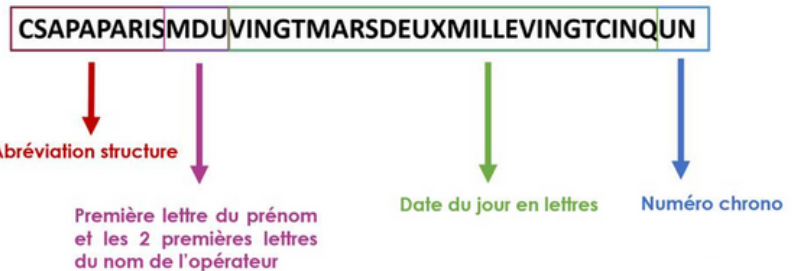 CSAPAPARISMDUVINGTMARSDEUXMILLEVINGTCINQUN
Abréviation structure
Première lettre du prénom
et les 2 premières lettres
du nom de l'opérateur
Date du jour en lettres
Numéro chrono